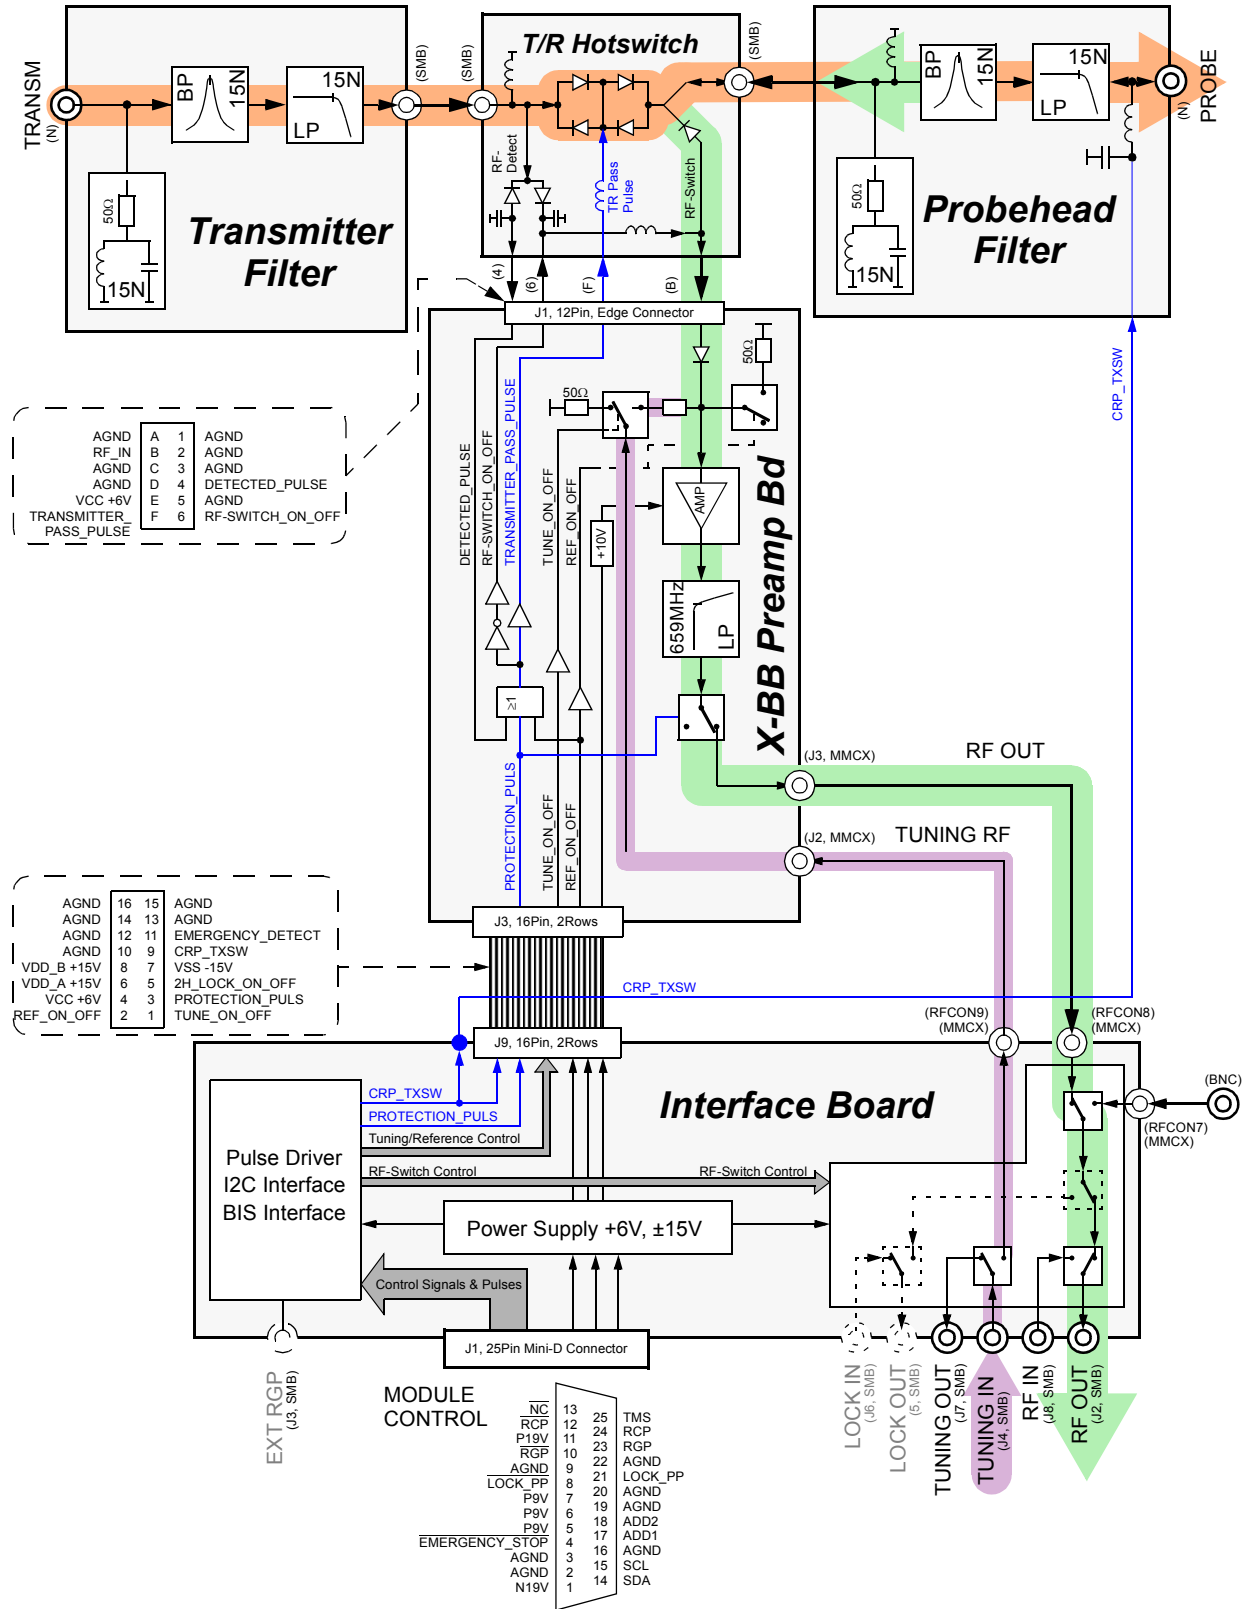 TRANSM
(N)
BP
15N
15N
LP
50Ω
15N
Transmitter
Filter
(SMB)
(SMB)
T/R Hotswitch
RF-
Detect
TR Pass
Pulse
RF-Switch
(SMB)
BP
15N
15N
LP
50Ω
15N
Probehead
Filter
PROBE
(N)
(4)
(6)
(F)
(B)
J1, 12Pin, Edge Connector
AGND A 1 AGND
RF_IN B 2 AGND
AGND C 3 AGND
AGND D 4 DETECTED_PULSE
VCC +6V E 5 AGND
TRANSMITTER_ F 6 RF-SWITCH_ON_OFF
PASS_PULSE
DETECTED_PULSE
RF-SWITCH_ON_OFF
TRANSMITTER_PASS_PULSE
TUNE_ON_OFF
REF_ON_OFF
+10V
50Ω
50Ω
AMP
659MHz
LP
≥1
X-BB Preamp Bd
CRP_TXSW
PROTECTION_PULS
TUNE_ON_OFF
REF_ON_OFF
(J3, MMCX)
RF OUT
(J2, MMCX)
TUNING RF
J3, 16Pin, 2Rows
AGND 16 15 AGND
AGND 14 13 AGND
AGND 12 11 EMERGENCY_DETECT
AGND 10 9 CRP_TXSW
VDD_B +15V 8 7 VSS -15V
VDD_A +15V 6 5 2H_LOCK_ON_OFF
VCC +6V 4 3 PROTECTION_PULS
REF_ON_OFF 2 1 TUNE_ON_OFF
CRP_TXSW
J9, 16Pin, 2Rows
(RFCON9)
(MMCX)
(RFCON8)
(MMCX)
(BNC)
(RFCON7)
(MMCX)
Interface Board
CRP_TXSW
PROTECTION_PULS
Tuning/Reference Control
RF-Switch Control
RF-Switch Control
Pulse Driver
I2C Interface
BIS Interface
Power Supply +6V, ±15V
Control Signals & Pulses
J1, 25Pin Mini-D Connector
EXT RGP
(J3, SMB)
LOCK IN
(J6, SMB)
LOCK OUT
(5, SMB)
TUNING OUT
(J7, SMB)
TUNING IN
(J4, SMB)
RF IN
(J8, SMB)
RF OUT
(J2, SMB)
MODULE
CONTROL
NC 13
25 TMS
RCP 12
24 RCP
P19V 11
23 RGP
RGP 10
22 AGND
AGND 9
21 LOCK_PP
LOCK_PP 8
20 AGND
P9V 7
19 AGND
P9V 6
18 ADD2
P9V 5
17 ADD1
EMERGENCY_STOP 4
16 AGND
AGND 3
15 SCL
AGND 2
14 SDA
N19V 1